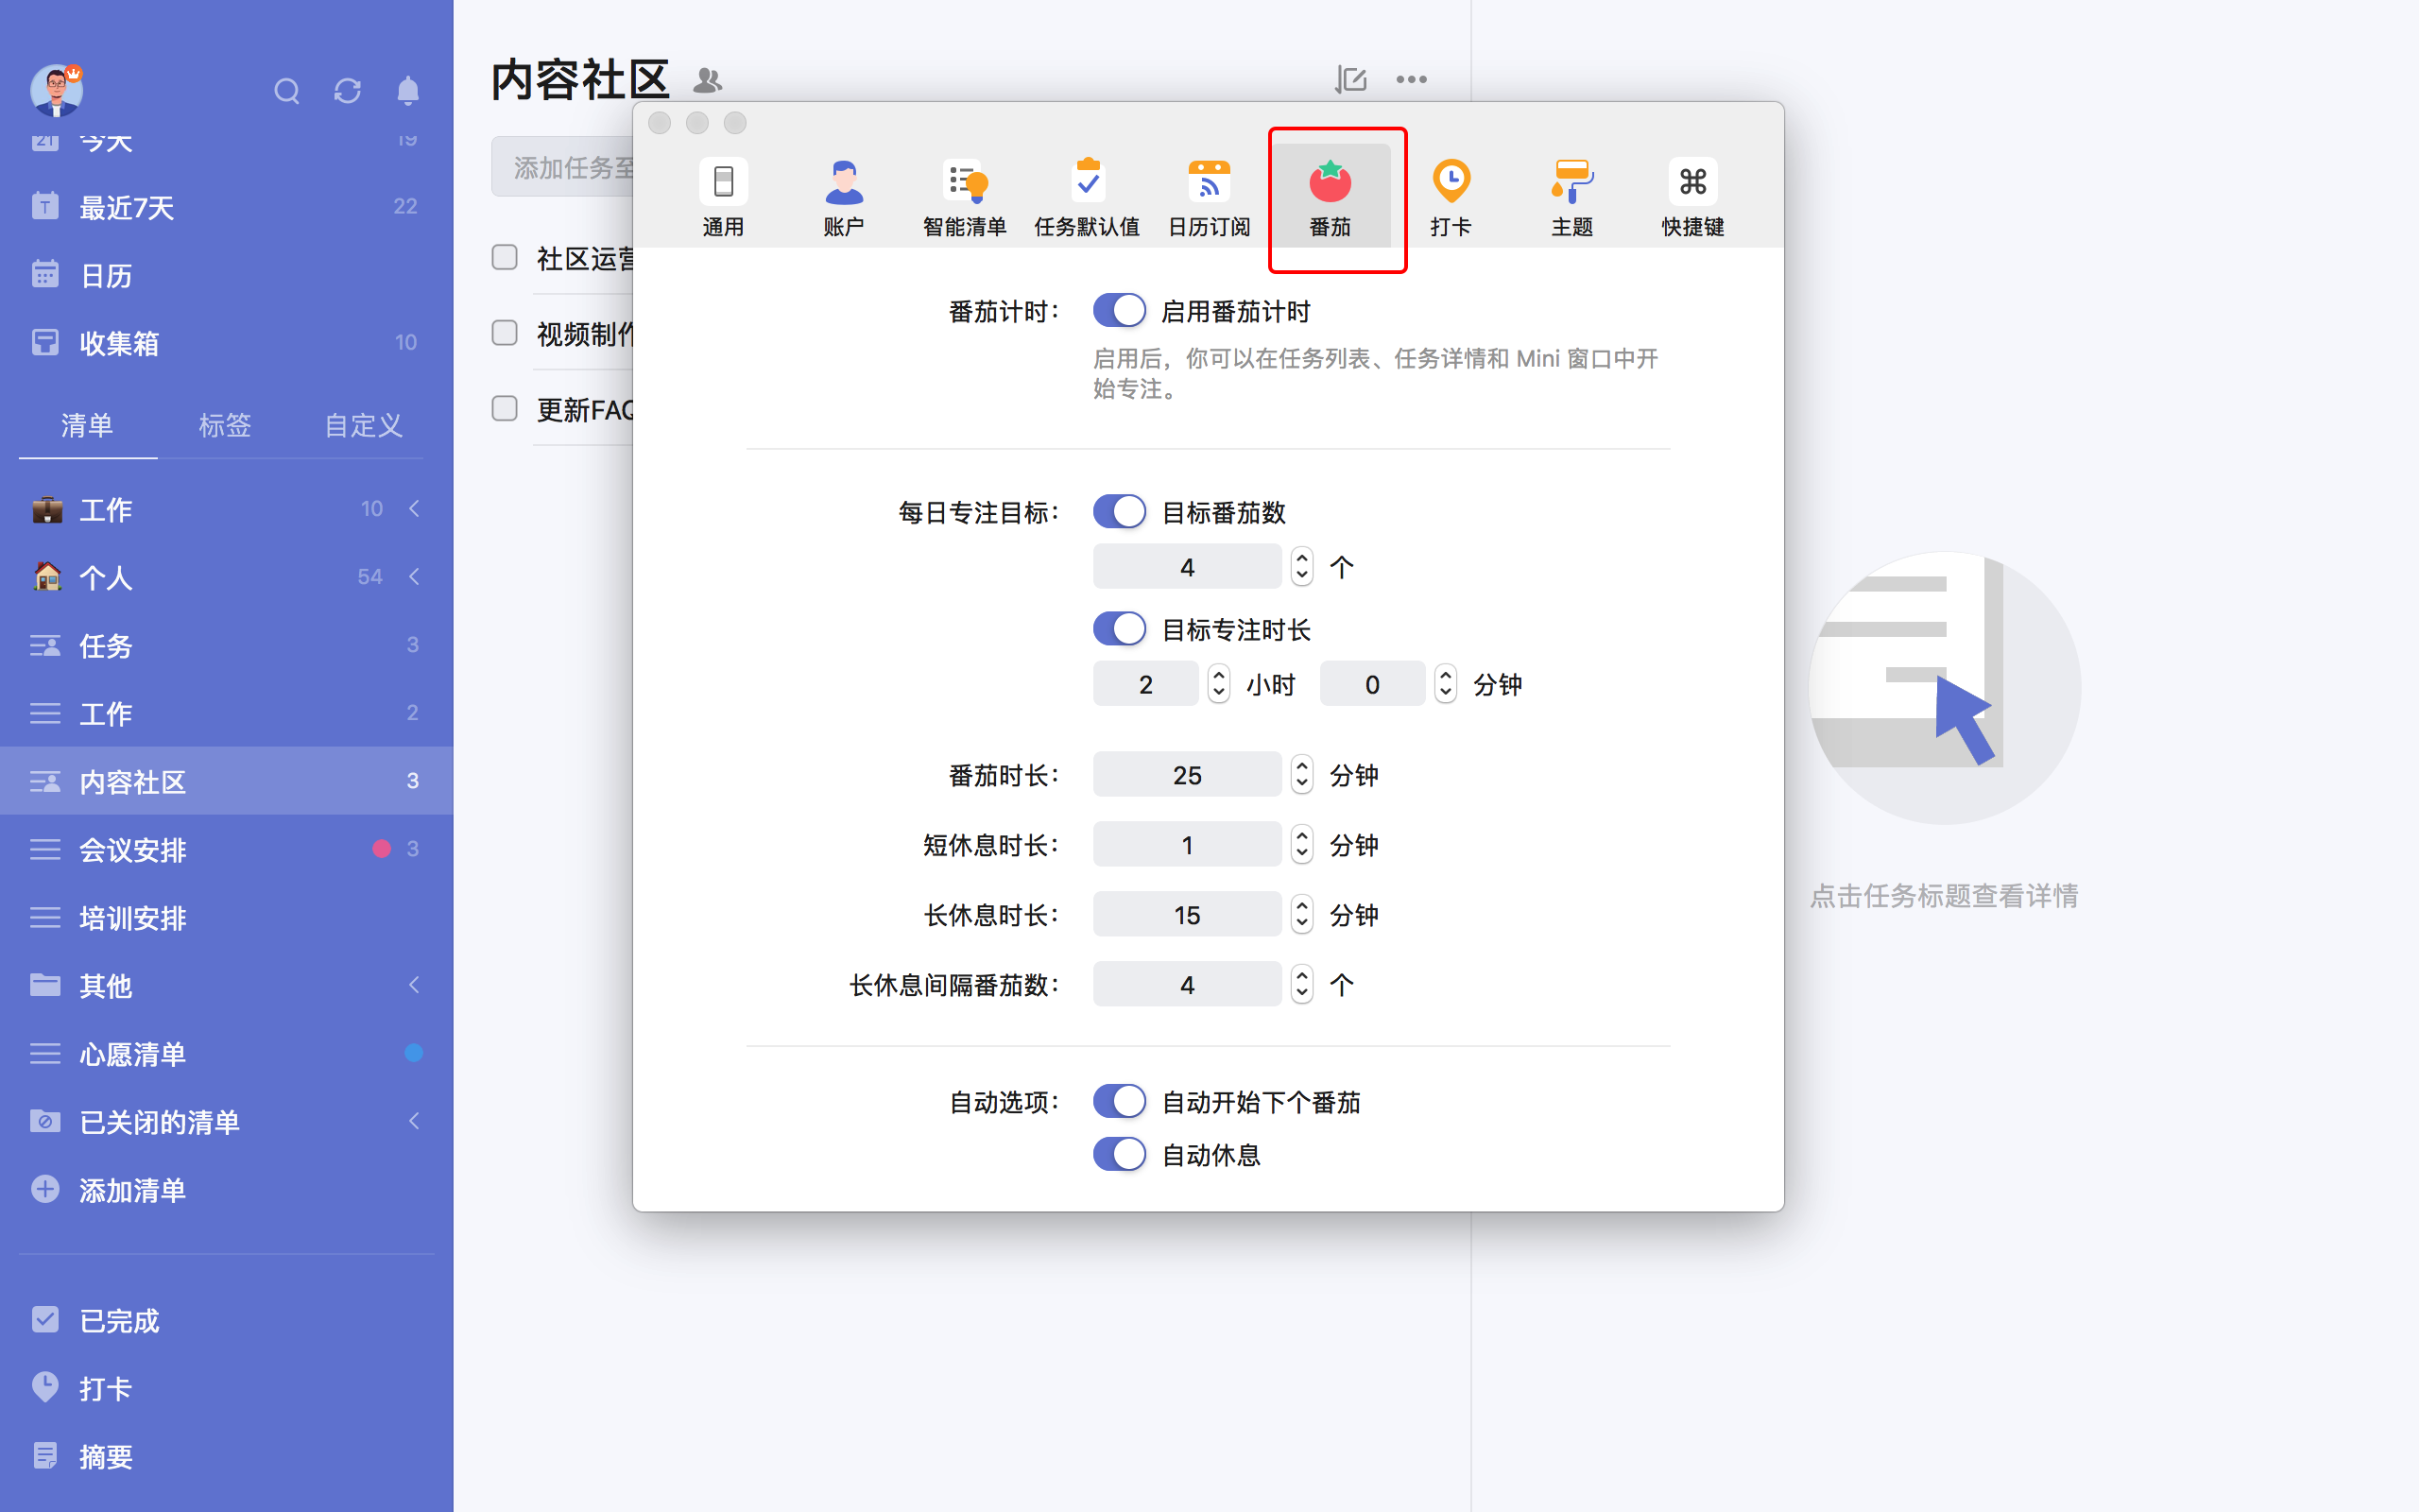 内容社区
21 今天 19
T 最近7天 22
日历
收集箱 10
清单 标签 自定义
工作 10
个人 54
任务 3
工作 2
内容社区 3
会议安排 3
培训安排
其他
心愿清单
已关闭的清单
添加清单
已完成
打卡
摘要
添加任务至
社区运营
视频制作
更新FAQ
通用 账户 智能清单 任务默认值 日历订阅 番茄 打卡 主题 快捷键
番茄计时： 启用番茄计时
启用后，你可以在任务列表、任务详情和 Mini 窗口中开
始专注。
每日专注目标： 目标番茄数
4 个
目标专注时长
2 小时 0 分钟
番茄时长： 25 分钟
短休息时长： 1 分钟
长休息时长： 15 分钟
长休息间隔番茄数： 4 个
自动选项： 自动开始下个番茄
自动休息
点击任务标题查看详情